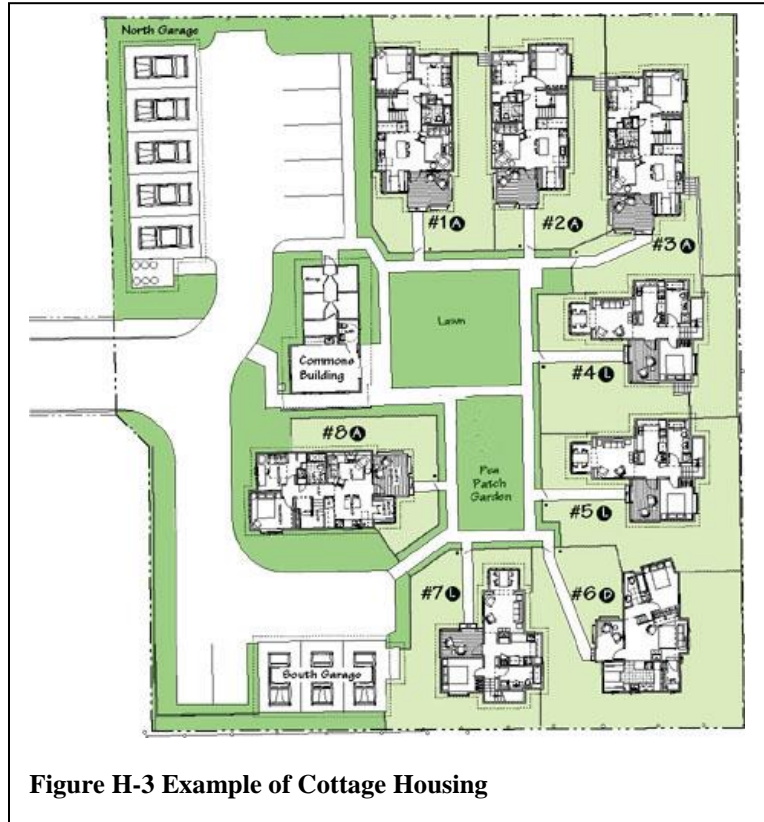 North Garage
#1 A
#2 A
#3 A
Lawn
Commons
Building
#4 L
#8 A
Pea
Patch
Garden
#5 L
#7 L
#6 D
South Garage
Figure H-3 Example of Cottage Housing